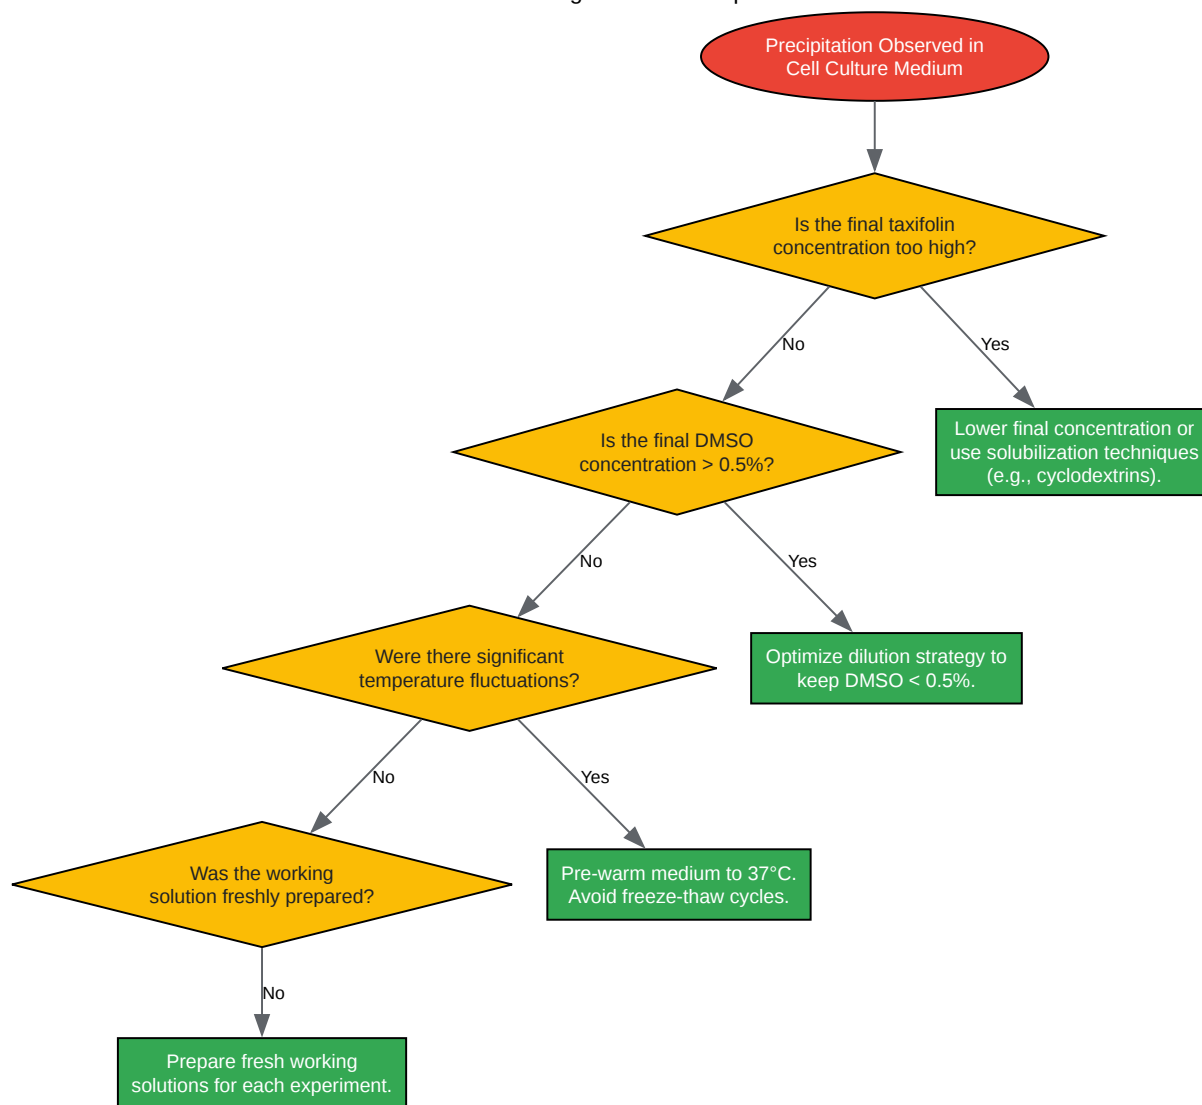 Precipitation Observed in
Cell Culture Medium
Is the final taxifolin
concentration too high?
No
Yes
Is the final DMSO
concentration > 0.5%?
Lower final concentration or
use solubilization techniques
(e.g., cyclodextrins).
No
Yes
Were there significant
temperature fluctuations?
Optimize dilution strategy to
keep DMSO < 0.5%.
No
Yes
Was the working
solution freshly prepared?
Pre-warm medium to 37°C.
Avoid freeze-thaw cycles.
No
Prepare fresh working
solutions for each experiment.